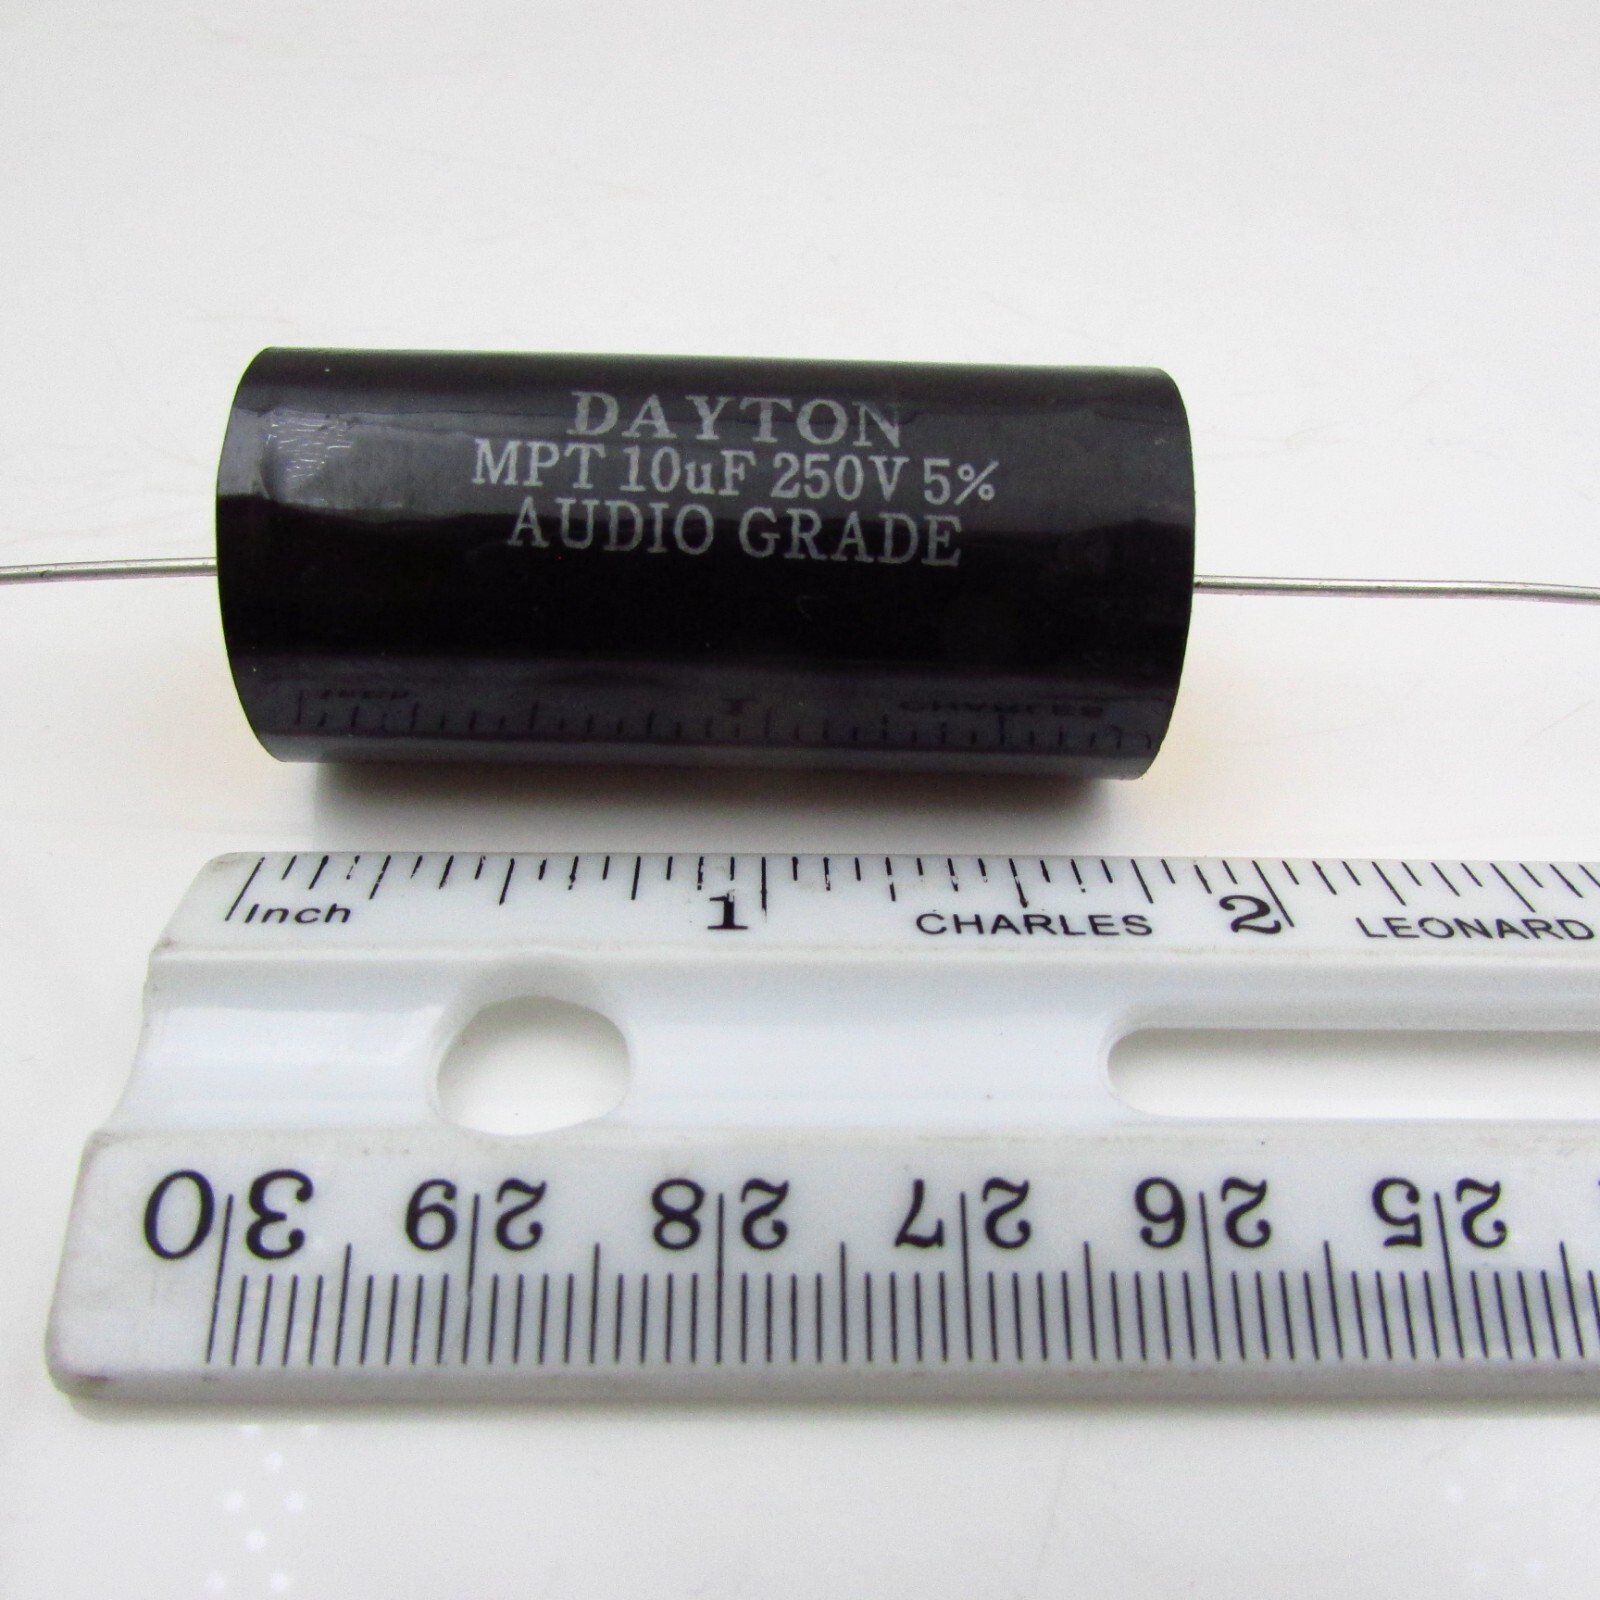 DAYTON
MPT 10uF 250V 5%
AUDIO GRADE
Inch 1 CHARLES 2 LEONARD
30 29 28 27 26 25